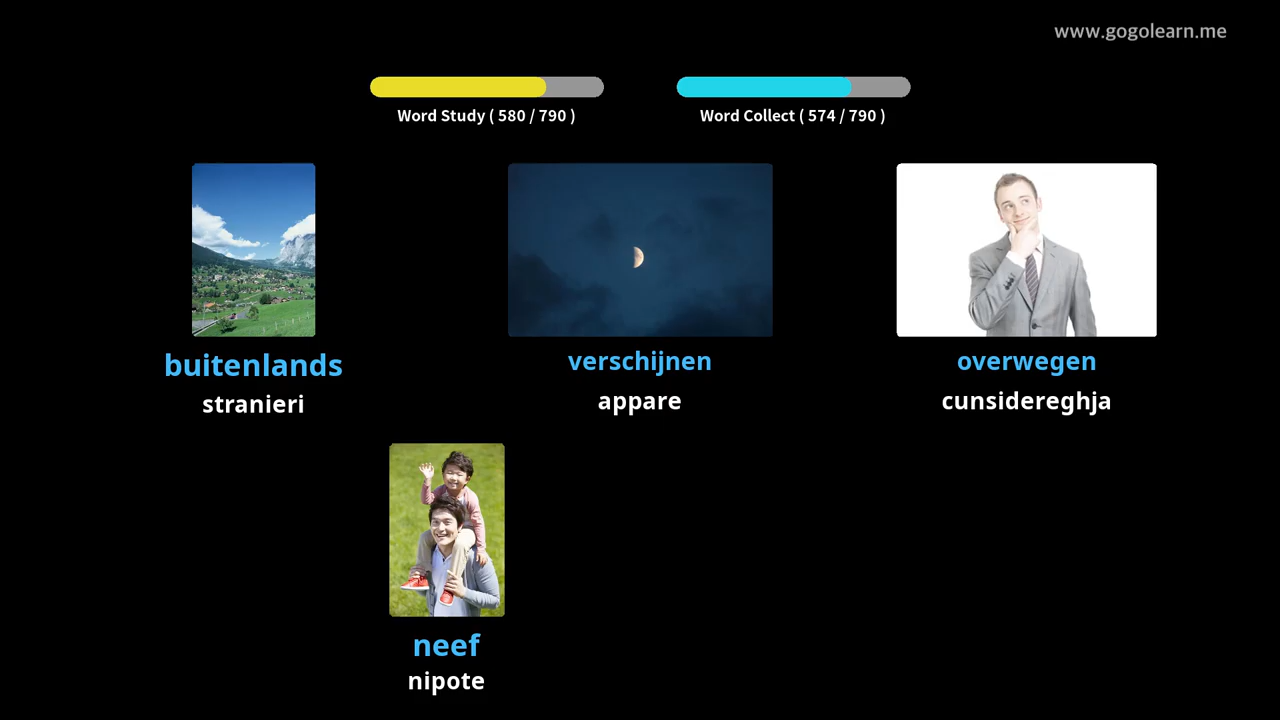 www.gogolearn.me
Word Study ( 580 / 790 )
Word Collect ( 574 / 790 )
buitenlands
stranieri
verschijnen
appare
overwegen
cunsidereghja
neef
nipote